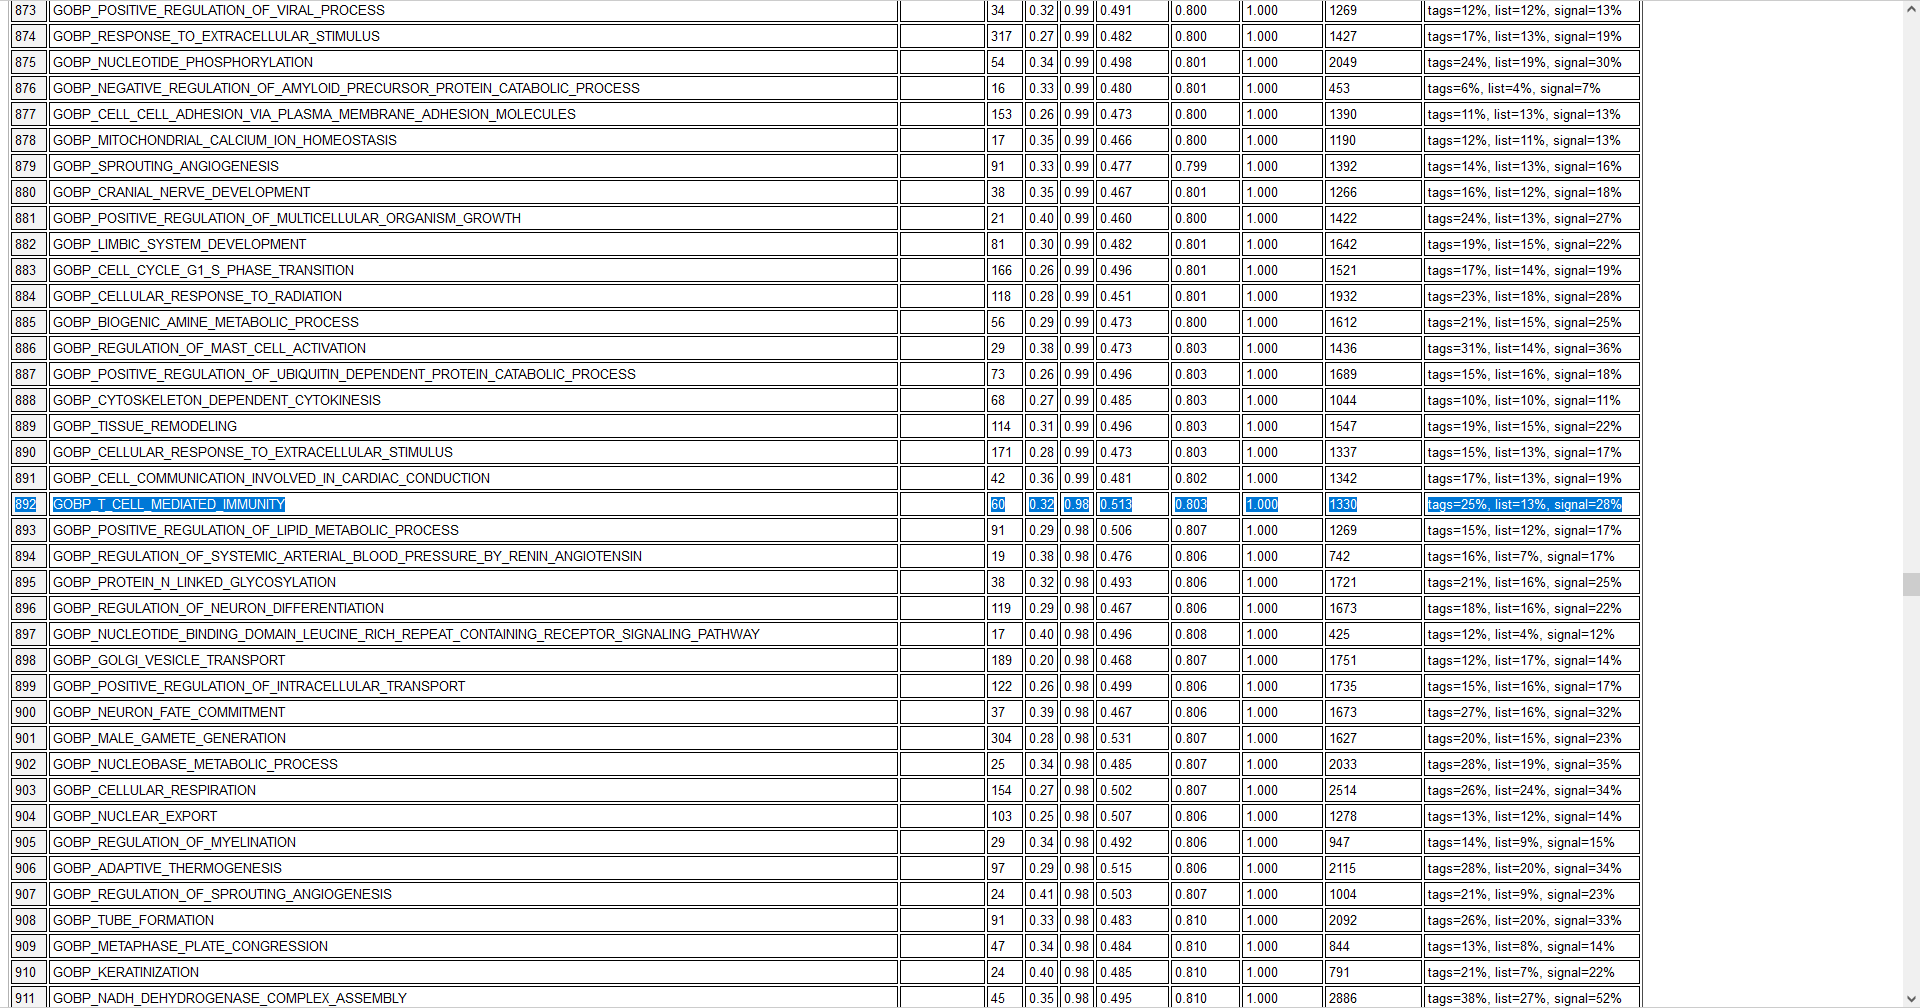 873 GOBP_POSITIVE_REGULATION_OF_VIRAL_PROCESS 34 0.32 0.99 0.491 0.800 1.000 1269 tags=12%, list=12%, signal=13%
874 GOBP_RESPONSE_TO_EXTRACELLULAR_STIMULUS 317 0.27 0.99 0.482 0.800 1.000 1427 tags=17%, list=13%, signal=19%
875 GOBP_NUCLEOTIDE_PHOSPHORYLATION 54 0.34 0.99 0.498 0.801 1.000 2049 tags=24%, list=19%, signal=30%
876 GOBP_NEGATIVE_REGULATION_OF_AMYLOID_PRECURSOR_PROTEIN_CATABOLIC_PROCESS 16 0.33 0.99 0.480 0.801 1.000 453 tags=6%, list=4%, signal=7%
877 GOBP_CELL_CELL_ADHESION_VIA_PLASMA_MEMBRANE_ADHESION_MOLECULES 153 0.26 0.99 0.473 0.800 1.000 1390 tags=11%, list=13%, signal=13%
878 GOBP_MITOCHONDRIAL_CALCIUM_ION_HOMEOSTASIS 17 0.35 0.99 0.466 0.800 1.000 1190 tags=12%, list=11%, signal=13%
879 GOBP_SPROUTING_ANGIOGENESIS 91 0.33 0.99 0.477 0.799 1.000 1392 tags=14%, list=13%, signal=16%
880 GOBP_CRANIAL_NERVE_DEVELOPMENT 38 0.35 0.99 0.467 0.801 1.000 1266 tags=16%, list=12%, signal=18%
881 GOBP_POSITIVE_REGULATION_OF_MULTICELLULAR_ORGANISM_GROWTH 21 0.40 0.99 0.460 0.800 1.000 1422 tags=24%, list=13%, signal=27%
882 GOBP_LIMBIC_SYSTEM_DEVELOPMENT 81 0.30 0.99 0.482 0.801 1.000 1642 tags=19%, list=15%, signal=22%
883 GOBP_CELL_CYCLE_G1_S_PHASE_TRANSITION 166 0.26 0.99 0.496 0.801 1.000 1521 tags=17%, list=14%, signal=19%
884 GOBP_CELLULAR_RESPONSE_TO_RADIATION 118 0.28 0.99 0.451 0.801 1.000 1932 tags=23%, list=18%, signal=28%
885 GOBP_BIOGENIC_AMINE_METABOLIC_PROCESS 56 0.29 0.99 0.473 0.800 1.000 1612 tags=21%, list=15%, signal=25%
886 GOBP_REGULATION_OF_MAST_CELL_ACTIVATION 29 0.38 0.99 0.473 0.803 1.000 1436 tags=31%, list=14%, signal=36%
887 GOBP_POSITIVE_REGULATION_OF_UBIQUITIN_DEPENDENT_PROTEIN_CATABOLIC_PROCESS 73 0.26 0.99 0.496 0.803 1.000 1689 tags=15%, list=16%, signal=18%
888 GOBP_CYTOSKELETON_DEPENDENT_CYTOKINESIS 68 0.27 0.99 0.485 0.803 1.000 1044 tags=10%, list=10%, signal=11%
889 GOBP_TISSUE_REMODELING 114 0.31 0.99 0.496 0.803 1.000 1547 tags=19%, list=15%, signal=22%
890 GOBP_CELLULAR_RESPONSE_TO_EXTRACELLULAR_STIMULUS 171 0.28 0.99 0.473 0.803 1.000 1337 tags=15%, list=13%, signal=17%
891 GOBP_CELL_COMMUNICATION_INVOLVED_IN_CARDIAC_CONDUCTION 42 0.36 0.99 0.481 0.802 1.000 1342 tags=17%, list=13%, signal=19%
892 GOBP_T_CELL_MEDIATED_IMMUNITY 60 0.32 0.98 0.513 0.803 1.000 1330 tags=25%, list=13%, signal=28%
893 GOBP_POSITIVE_REGULATION_OF_LIPID_METABOLIC_PROCESS 91 0.29 0.98 0.506 0.807 1.000 1269 tags=15%, list=12%, signal=17%
894 GOBP_REGULATION_OF_SYSTEMIC_ARTERIAL_BLOOD_PRESSURE_BY_RENIN_ANGIOTENSIN 19 0.38 0.98 0.476 0.806 1.000 742 tags=16%, list=7%, signal=17%
895 GOBP_PROTEIN_N_LINKED_GLYCOSYLATION 38 0.32 0.98 0.493 0.806 1.000 1721 tags=21%, list=16%, signal=25%
896 GOBP_REGULATION_OF_NEURON_DIFFERENTIATION 119 0.29 0.98 0.467 0.806 1.000 1673 tags=18%, list=16%, signal=22%
897 GOBP_NUCLEOTIDE_BINDING_DOMAIN_LEUCINE_RICH_REPEAT_CONTAINING_RECEPTOR_SIGNALING_PATHWAY 17 0.40 0.98 0.496 0.808 1.000 425 tags=12%, list=4%, signal=12%
898 GOBP_GOLGI_VESICLE_TRANSPORT 189 0.20 0.98 0.468 0.807 1.000 1751 tags=12%, list=17%, signal=14%
899 GOBP_POSITIVE_REGULATION_OF_INTRACELLULAR_TRANSPORT 122 0.26 0.98 0.499 0.806 1.000 1735 tags=15%, list=16%, signal=17%
900 GOBP_NEURON_FATE_COMMITMENT 37 0.39 0.98 0.467 0.806 1.000 1673 tags=27%, list=16%, signal=32%
901 GOBP_MALE_GAMETE_GENERATION 304 0.28 0.98 0.531 0.807 1.000 1627 tags=20%, list=15%, signal=23%
902 GOBP_NUCLEOBASE_METABOLIC_PROCESS 25 0.34 0.98 0.485 0.807 1.000 2033 tags=28%, list=19%, signal=35%
903 GOBP_CELLULAR_RESPIRATION 154 0.27 0.98 0.502 0.807 1.000 2514 tags=26%, list=24%, signal=34%
904 GOBP_NUCLEAR_EXPORT 103 0.25 0.98 0.507 0.806 1.000 1278 tags=13%, list=12%, signal=14%
905 GOBP_REGULATION_OF_MYELINATION 29 0.34 0.98 0.492 0.806 1.000 947 tags=14%, list=9%, signal=15%
906 GOBP_ADAPTIVE_THERMOGENESIS 97 0.29 0.98 0.515 0.806 1.000 2115 tags=28%, list=20%, signal=34%
907 GOBP_REGULATION_OF_SPROUTING_ANGIOGENESIS 24 0.41 0.98 0.503 0.807 1.000 1004 tags=21%, list=9%, signal=23%
908 GOBP_TUBE_FORMATION 91 0.33 0.98 0.483 0.810 1.000 2092 tags=26%, list=20%, signal=33%
909 GOBP_METAPHASE_PLATE_CONGRESSION 47 0.34 0.98 0.484 0.810 1.000 844 tags=13%, list=8%, signal=14%
910 GOBP_KERATINIZATION 24 0.40 0.98 0.485 0.810 1.000 791 tags=21%, list=7%, signal=22%
911 GOBP_NADH_DEHYDROGENASE_COMPLEX_ASSEMBLY 45 0.35 0.98 0.495 0.810 1.000 2886 tags=38%, list=27%, signal=52%